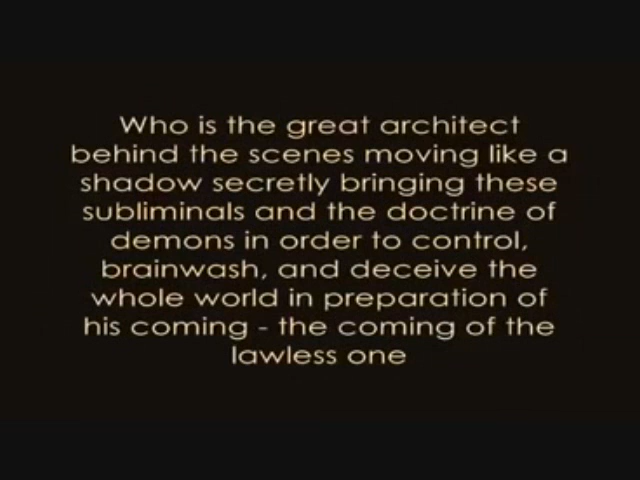 Who is the great architect
behind the scenes moving like a
shadow secretly bringing these
subliminals and the doctrine of
demons in order to control,
brainwash, and deceive the
whole world in preparation of
his coming - the coming of the
lawless one